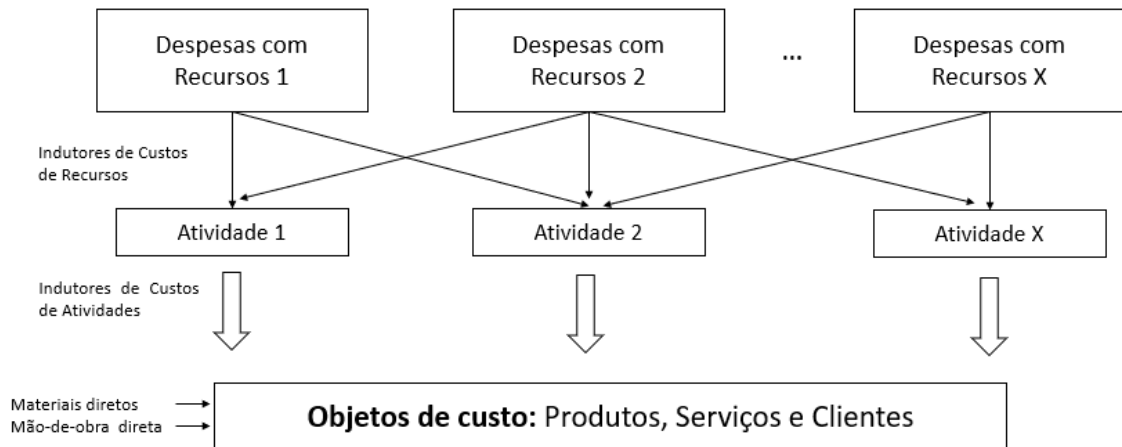 Despesas com
Recursos 1
Despesas com
Recursos 2
...
Despesas com
Recursos X
Indutores de Custos
de Recursos
Atividade 1
Atividade 2
Atividade X
Indutores de Custos
de Atividades
Materiais diretos
Mão-de-obra direta
Objetos de custo: Produtos, Serviços e Clientes